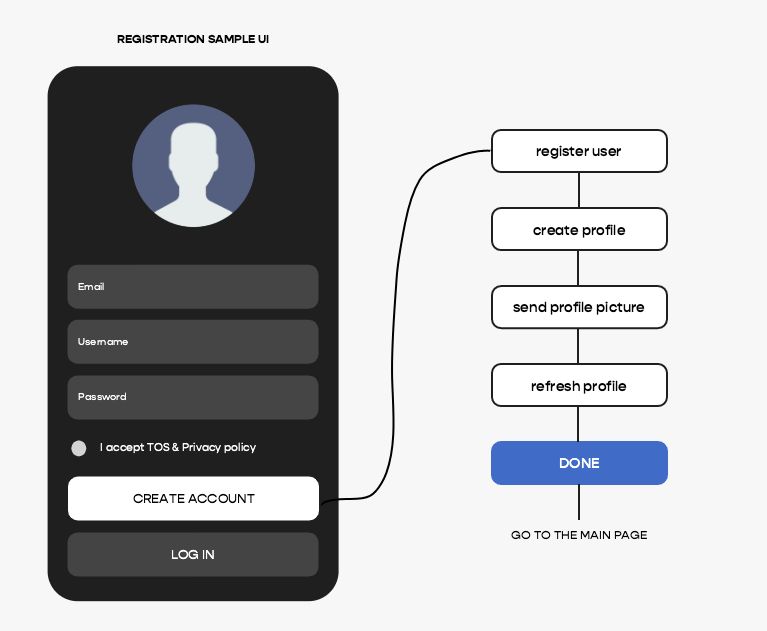 REGISTRATION SAMPLE UI
Email
Username
Password
I accept TOS & Privacy policy
CREATE ACCOUNT
LOG IN
register user
create profile
send profile picture
refresh profile
DONE
GO TO THE MAIN PAGE